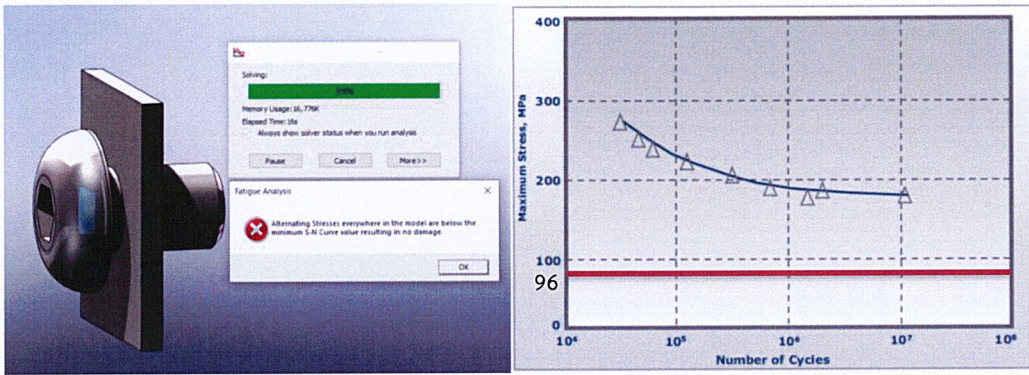 Solving:
99%
Memory Usage: 16,776K
Elapsed Time: 16s
Always show solver status when you run analysis
Pause
Cancel
More>>
Fatigue Analysis
Alternating Stresses everywhere in the model are below the
minimum S-N Curve value resulting in no damage.
OK
Maximum Stress, MPa
400
300
200
100
96
0
10⁴ 10⁵ 10⁶ 10⁷ 10⁸
Number of Cycles